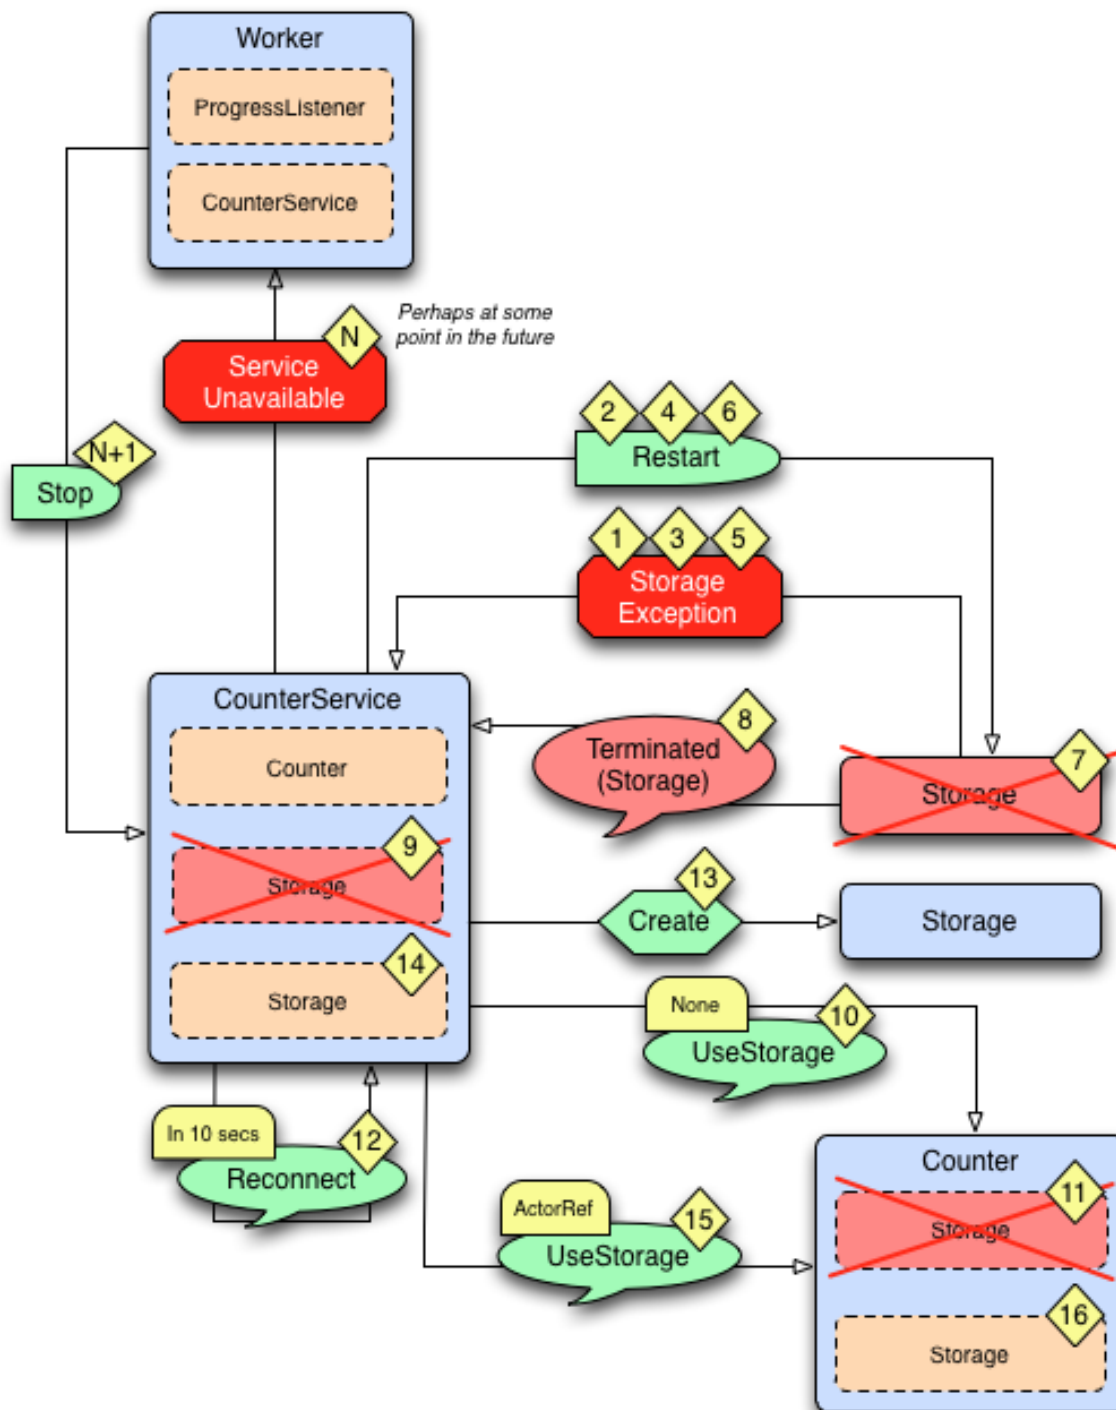 Worker
ProgressListener
CounterService
Perhaps at some
point in the future
N
Service
Unavailable
N+1
Stop
2
4
6
Restart
1
3
5
Storage
Exception
CounterService
Counter
8
Terminated
(Storage)
7
Storage
9
Storage
13
Create
Storage
14
Storage
None
10
UseStorage
In 10 secs
12
Reconnect
ActorRef
15
UseStorage
Counter
11
Storage
16
Storage